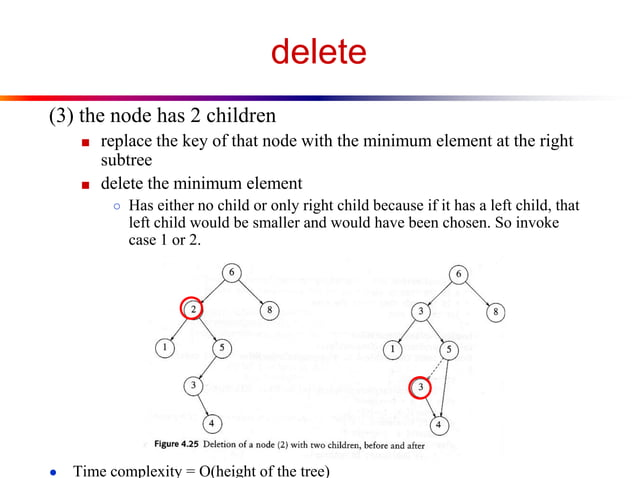 delete
(3) the node has 2 children
■ replace the key of that node with the minimum element at the right
subtree
■ delete the minimum element
○ Has either no child or only right child because if it has a left child, that
left child would be smaller and would have been chosen. So invoke
case 1 or 2.
6
2
8
1
5
3
4
6
3
8
1
5
3
4
Figure 4.25 Deletion of a node (2) with two children, before and after
● Time complexity = O(height of the tree)